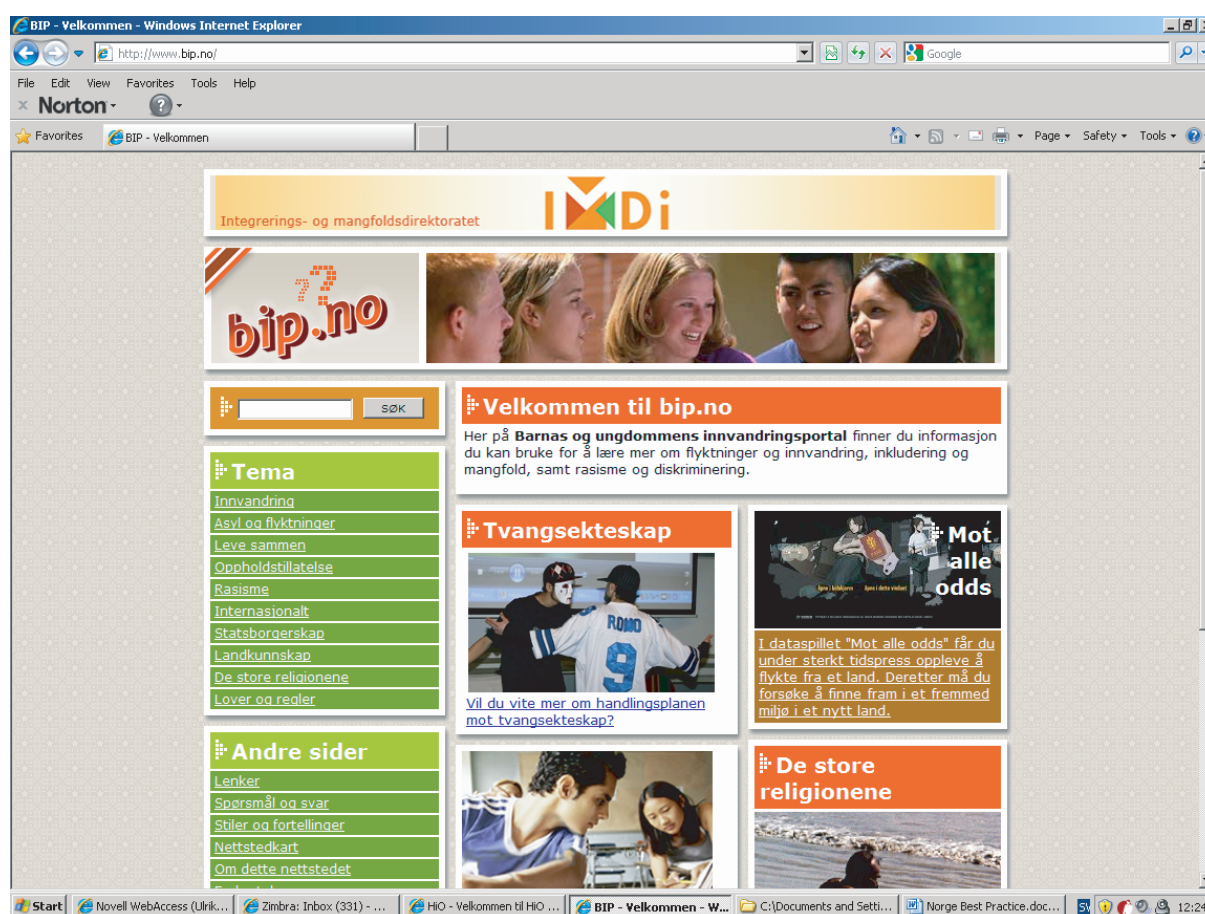 BIP - Velkommen - Windows Internet Explorer
http://www.bip.no/
Google
File Edit View Favorites Tools Help
Norton
Favorites
BIP - Velkommen
Page Safety Tools
Integrerings- og mangfoldsdirektoratet
IMDi
bip.no
SØK
Velkommen til bip.no
Her på Barnas og ungdommens innvandringsportal finner du informasjon
du kan bruke for å lære mer om flyktninger og innvandring, inkludering og
mangfold, samt rasisme og diskriminering.
Tema
Innvandring
Asyl og flyktninger
Leve sammen
Oppholdstillatelse
Rasisme
Internasjonalt
Statsborgerskap
Landkunnskap
De store religionene
Lover og regler
Tvangsekteskap
ROMO
9
Vil du vite mer om handlingsplanen
mot tvangsekteskap?
Mot
alle
odds
I dataspillet "Mot alle odds" får du
under sterkt tidspress oppleve å
flykte fra et land. Deretter må du
forsøke å finne fram i et fremmed
miljø i et nytt land.
Andre sider
Lenker
Spørsmål og svar
Stiler og fortellinger
Nettstedkart
Om dette nettstedet
De store
religionene
Start
Novell WebAccess (Ulrik...
Zimbra: Inbox (331) - ...
HiO - Velkommen til HiO ...
BIP - Velkommen - W...
C:\Documents and Setti...
Norge Best Practice.doc...
SV
12:24